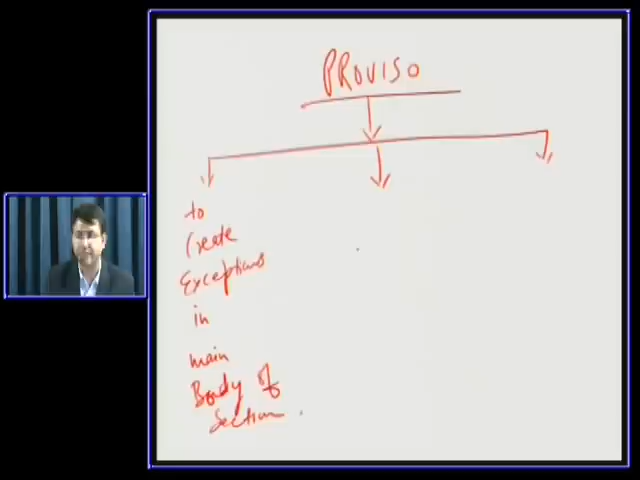 PROVISO
to
Create
Exceptions
in
main
Body of
Section.